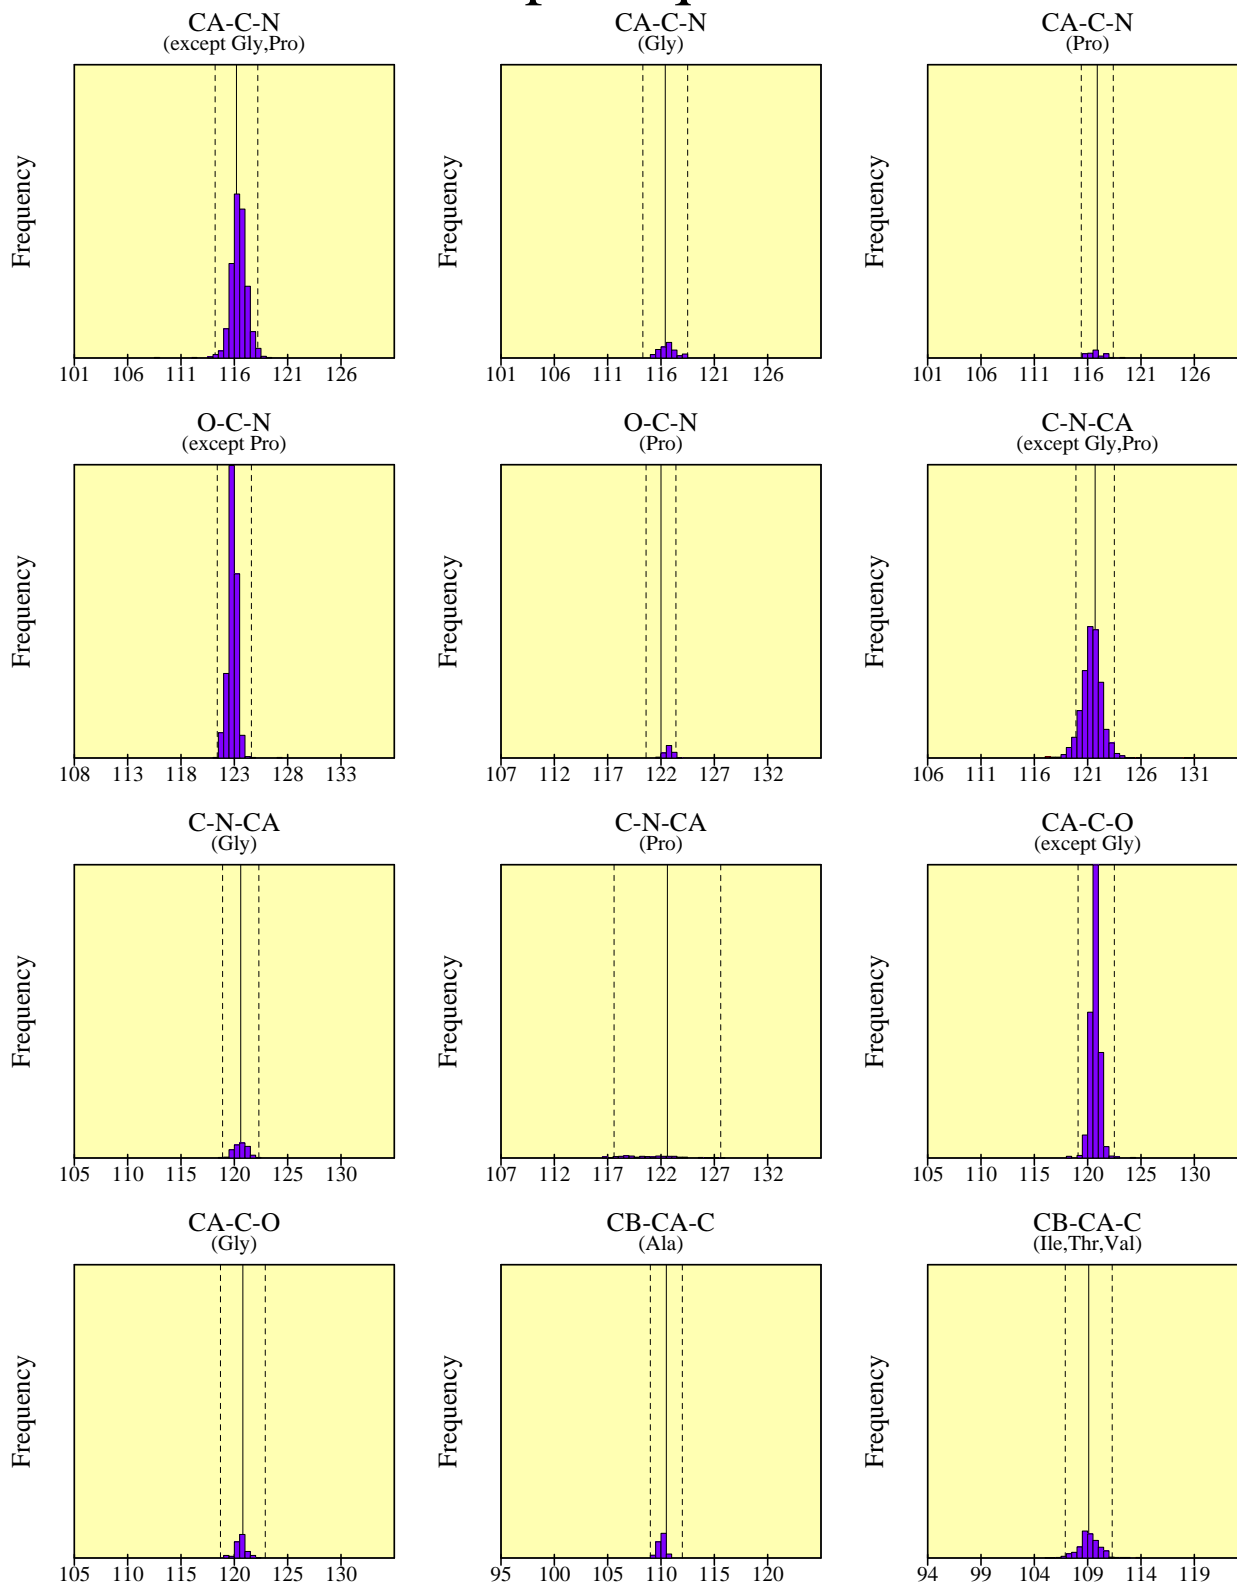 CA-C-N
(except Gly,Pro)
CA-C-N
(Gly)
CA-C-N
(Pro)
Frequency
Frequency
Frequency
101 106 111 116 121 126
101 106 111 116 121 126
101 106 111 116 121 126
O-C-N
(except Pro)
O-C-N
(Pro)
C-N-CA
(except Gly,Pro)
Frequency
Frequency
Frequency
108 113 118 123 128 133
107 112 117 122 127 132
106 111 116 121 126 131
C-N-CA
(Gly)
C-N-CA
(Pro)
CA-C-O
(except Gly)
Frequency
Frequency
Frequency
105 110 115 120 125 130
107 112 117 122 127 132
105 110 115 120 125 130
CA-C-O
(Gly)
CB-CA-C
(Ala)
CB-CA-C
(Ile,Thr,Val)
Frequency
Frequency
Frequency
105 110 115 120 125 130
95 100 105 110 115 120
94 99 104 109 114 119